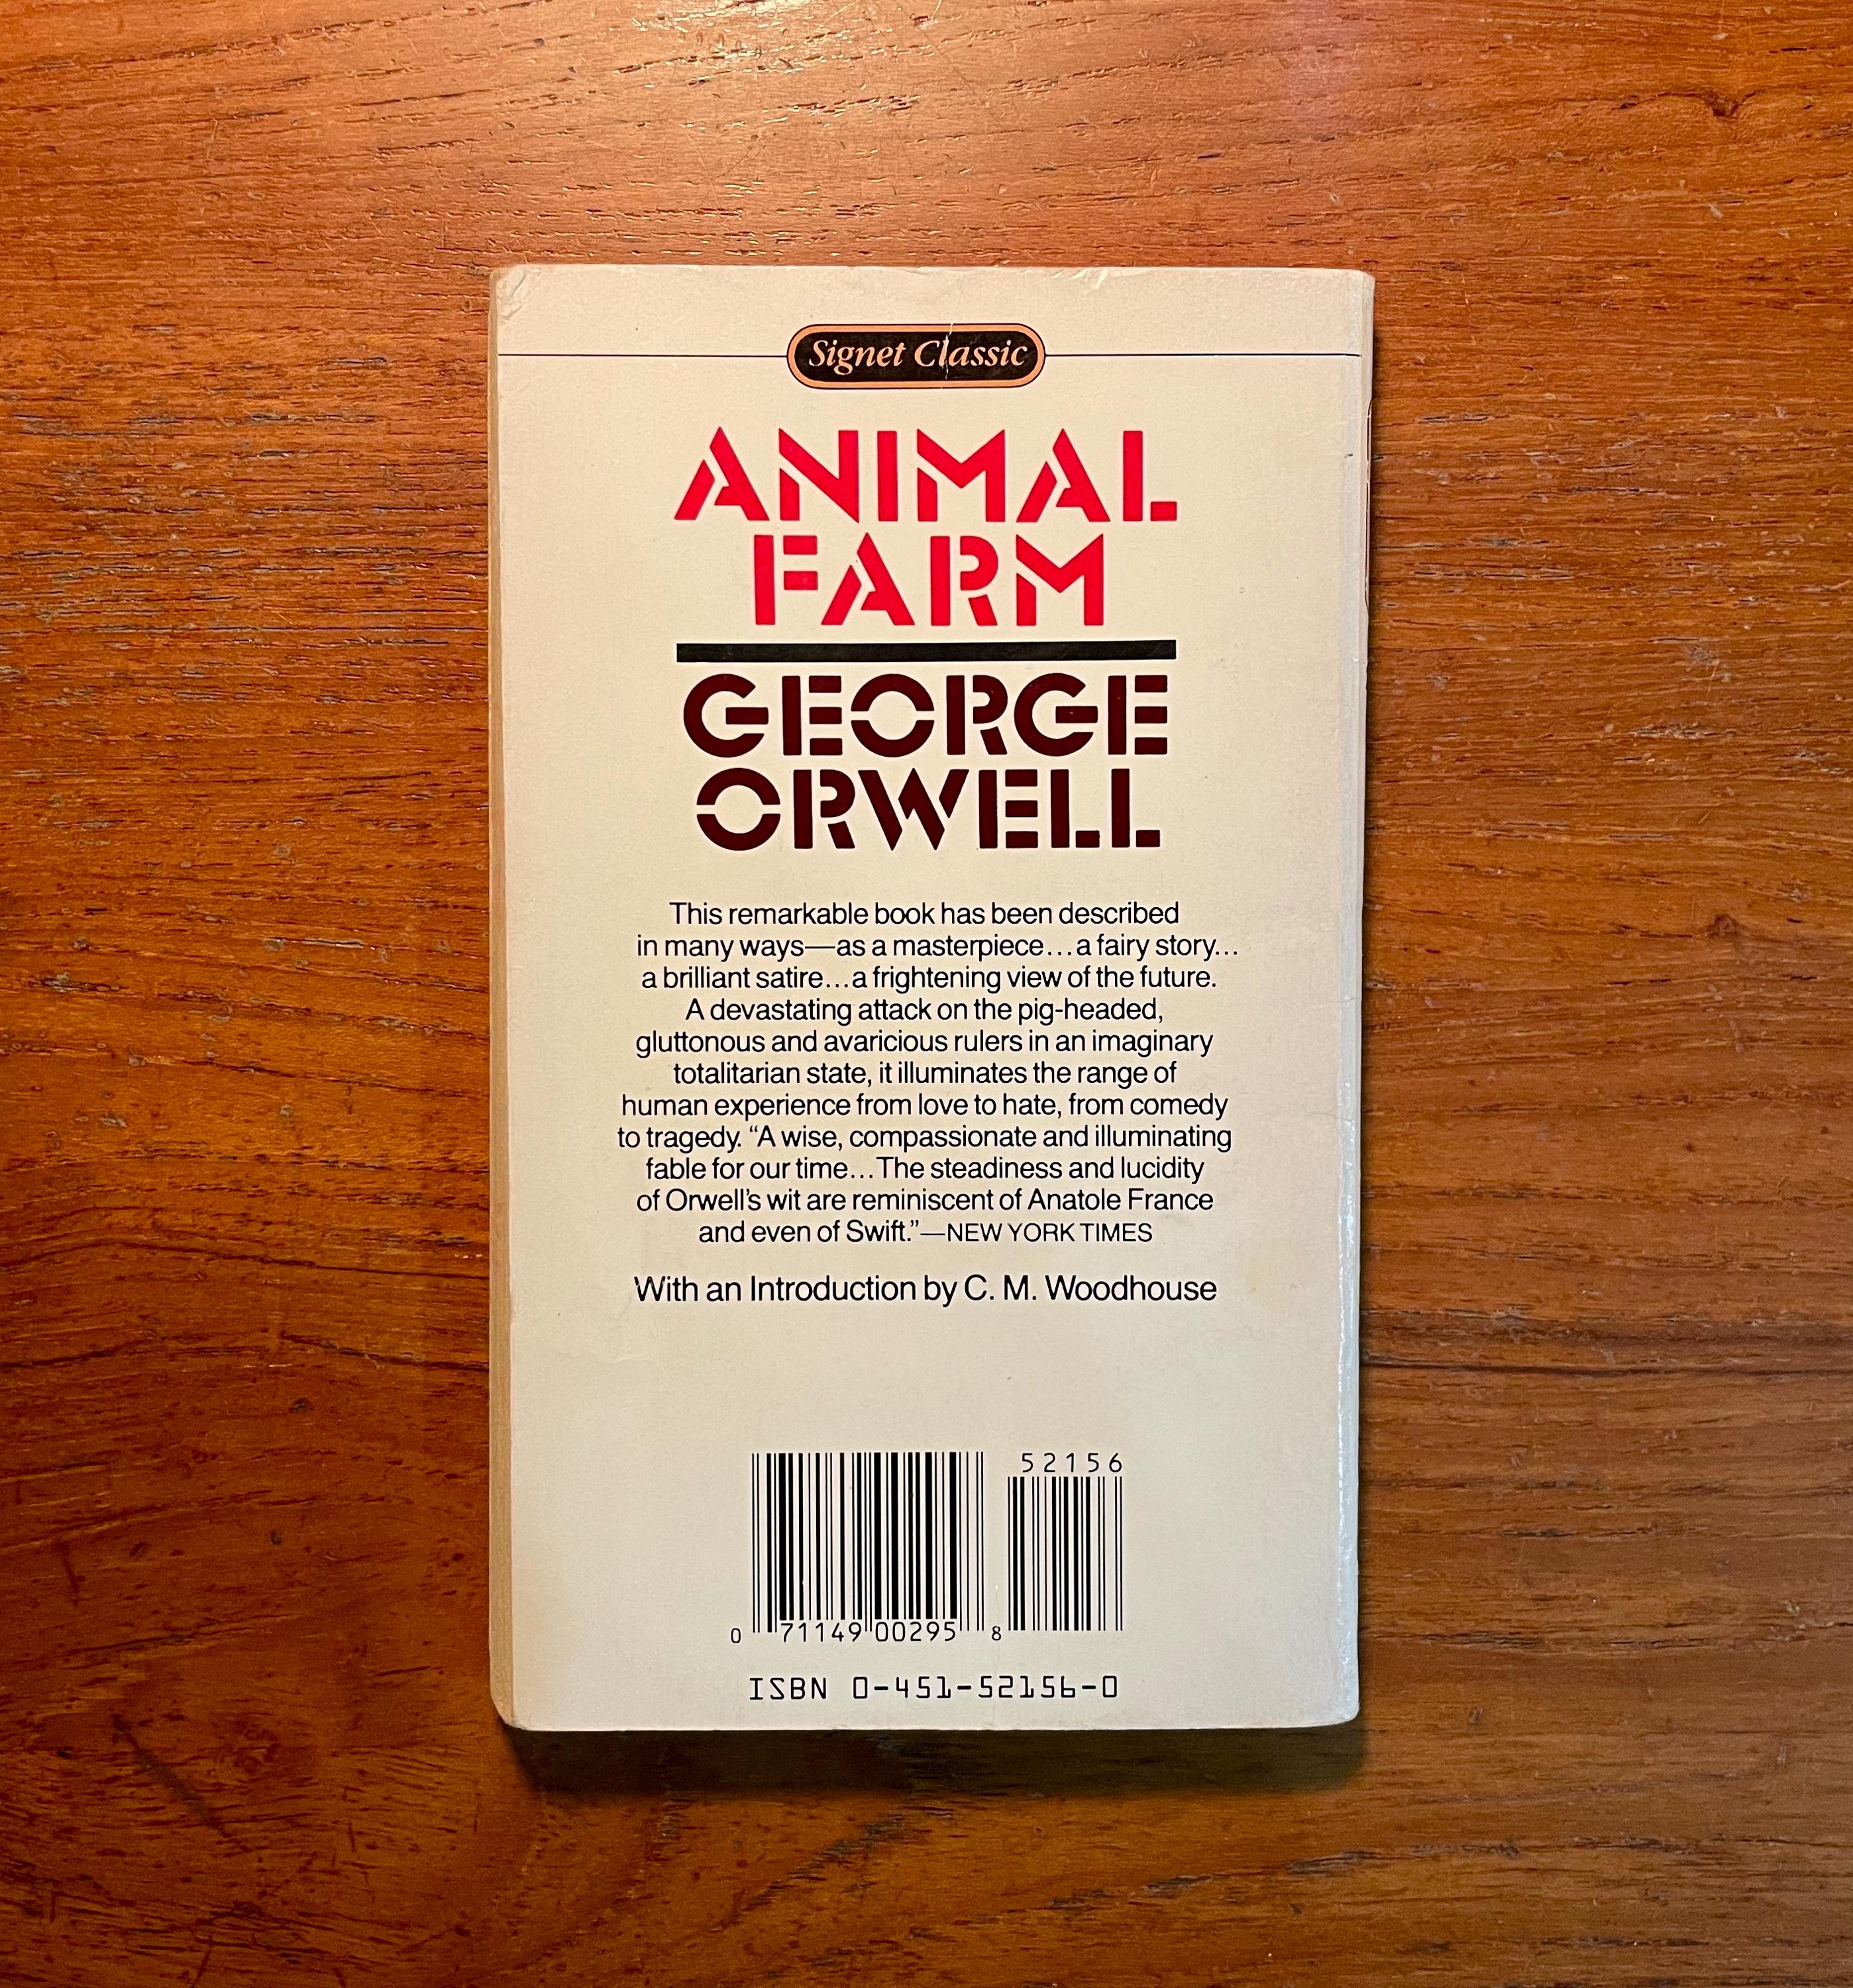 Signet Classic
ANIMAL
FARM
GEORGE
ORWELL
This remarkable book has been described
in many ways—as a masterpiece...a fairy story...
a brilliant satire...a frightening view of the future.
A devastating attack on the pig-headed,
gluttonous and avaricious rulers in an imaginary
totalitarian state, it illuminates the range of
human experience from love to hate, from comedy
to tragedy. “A wise, compassionate and illuminating
fable for our time...The steadiness and lucidity
of Orwell’s wit are reminiscent of Anatole France
and even of Swift.”—NEW YORK TIMES
With an Introduction by C. M. Woodhouse
52156
0 71149 00295 8
ISBN 0-451-52156-0